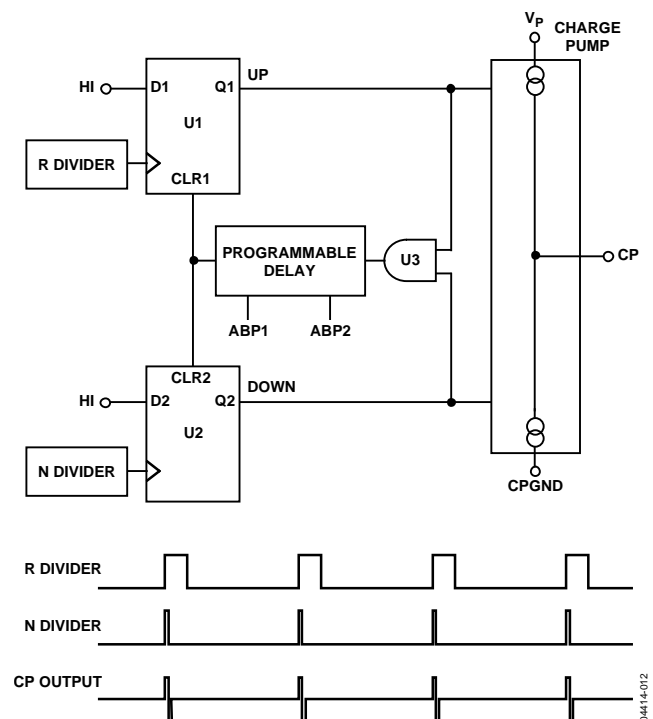 VP
CHARGE
PUMP
UP
HI
D1
Q1
U1
R DIVIDER
CLR1
PROGRAMMABLE
DELAY
U3
CP
ABP1
ABP2
CLR2
DOWN
HI
D2
Q2
U2
N DIVIDER
CPGND
R DIVIDER
N DIVIDER
CP OUTPUT
04414-012